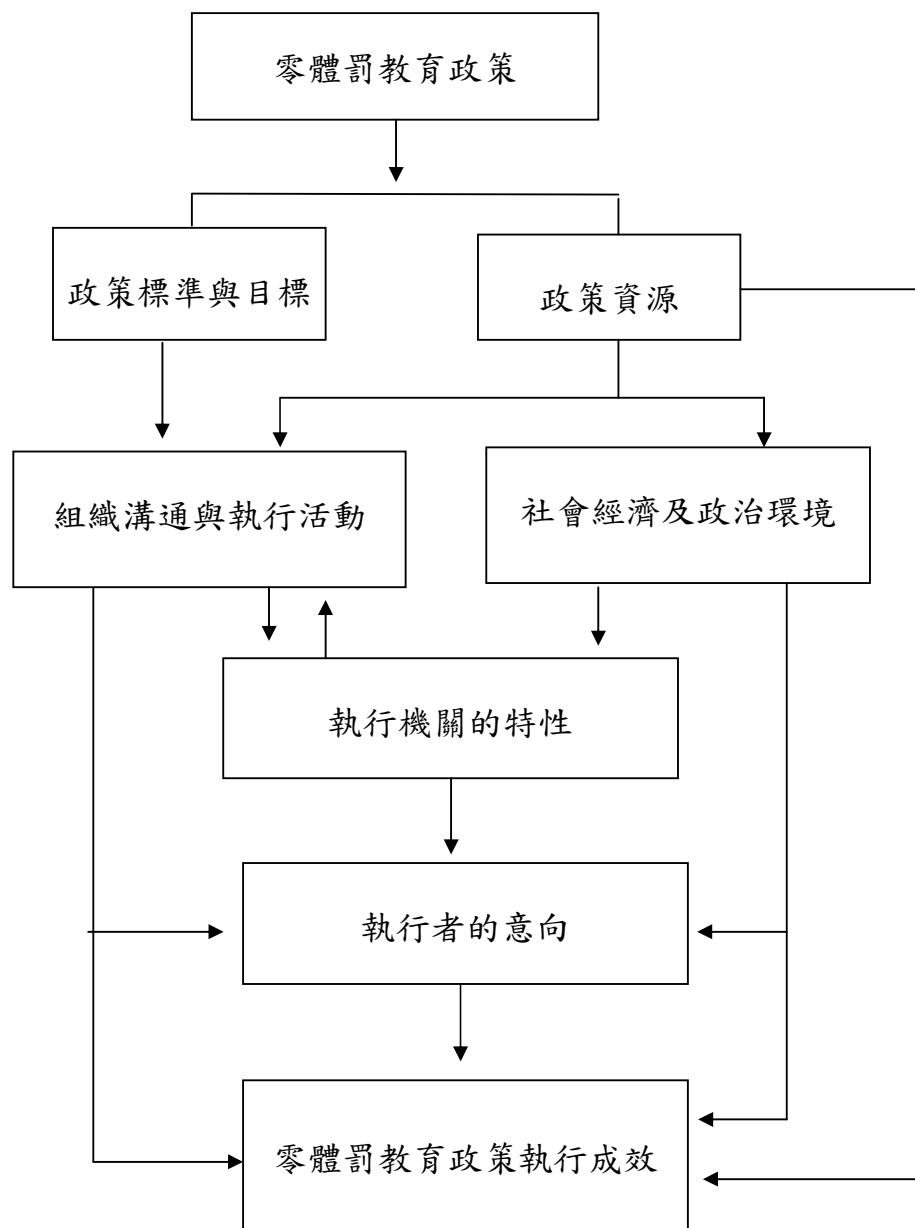 零體罰教育政策
政策標準與目標
政策資源
組織溝通與執行活動
社會經濟及政治環境
執行機關的特性
執行者的意向
零體罰教育政策執行成效